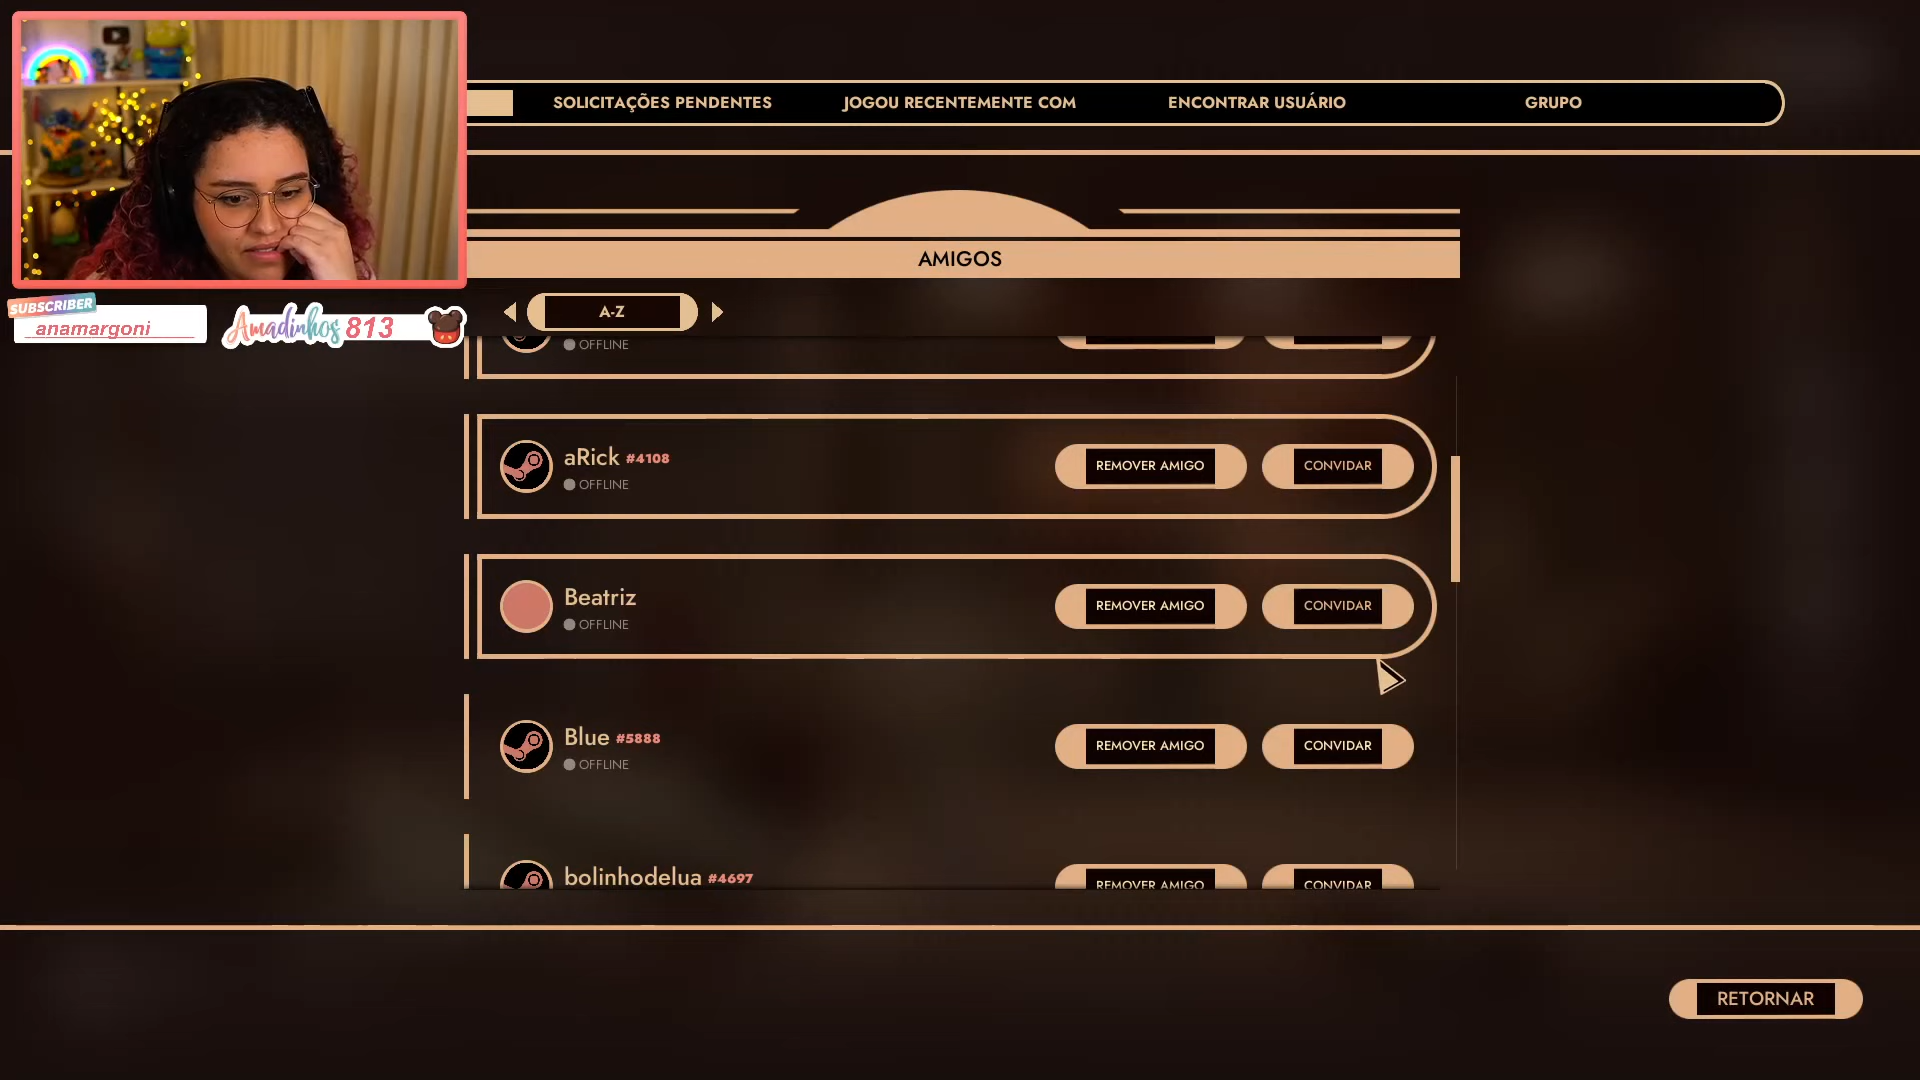 SOLICITAÇÕES PENDENTES
JOGOU RECENTEMENTE COM
ENCONTRAR USUÁRIO
GRUPO
AMIGOS
SUBSCRIBER
anamargoni
Amadinhos 813
A-Z
OFFLINE
aRick #4108
OFFLINE
REMOVER AMIGO
CONVIDAR
Beatriz
OFFLINE
REMOVER AMIGO
CONVIDAR
Blue #5888
OFFLINE
REMOVER AMIGO
CONVIDAR
bolinhodelua #4697
REMOVER AMIGO
CONVIDAR
RETORNAR